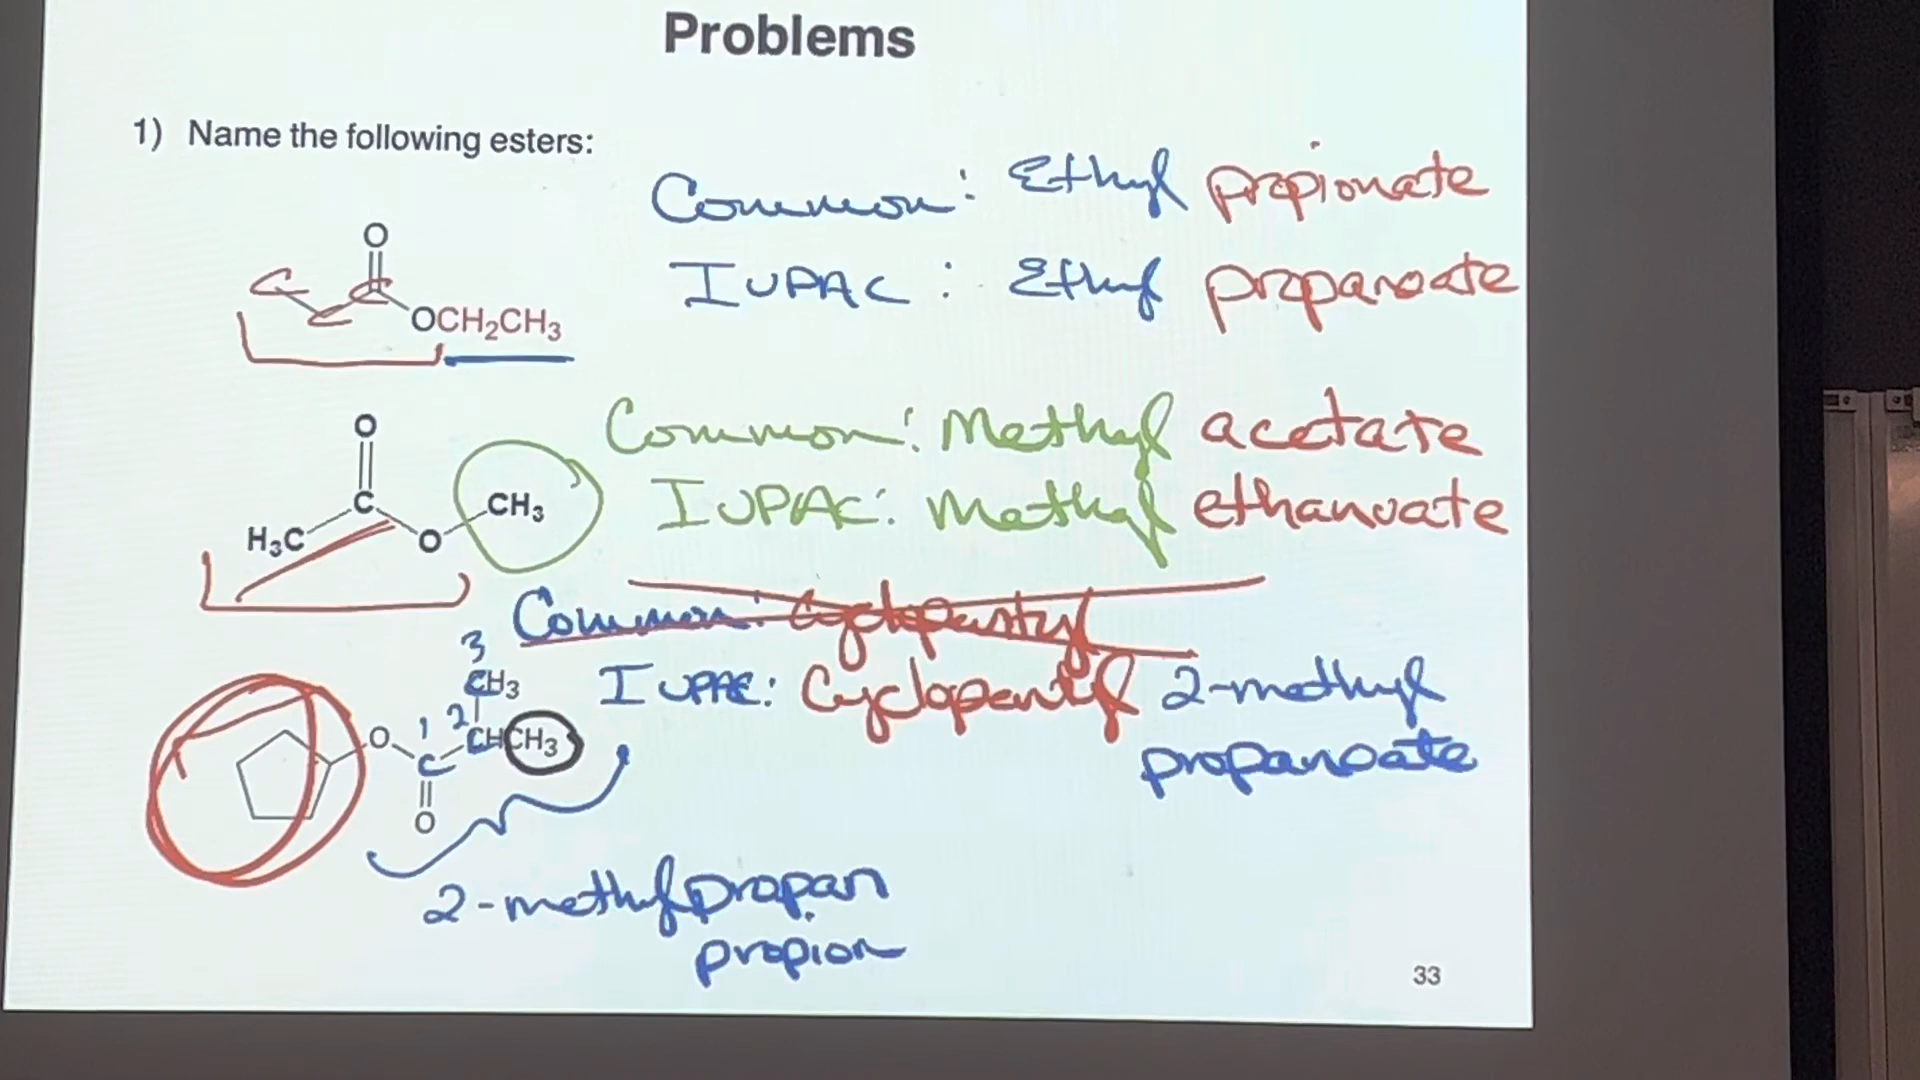 Problems
1) Name the following esters:
Common: Ethyl propionate
IUPAC: Ethyl propanoate
O
C
C
C
OCH₂CH₃
Common: Methyl acetate
IUPAC: Methyl ethanoate
O
C
CH₃
H₃C
O
Common: Cyclopentyl
IUPAC: Cyclopentyl 2-methyl
propanoate
3
CH₃
1 2
O
CHCH₃
C
O
2-methylpropan
propion
33